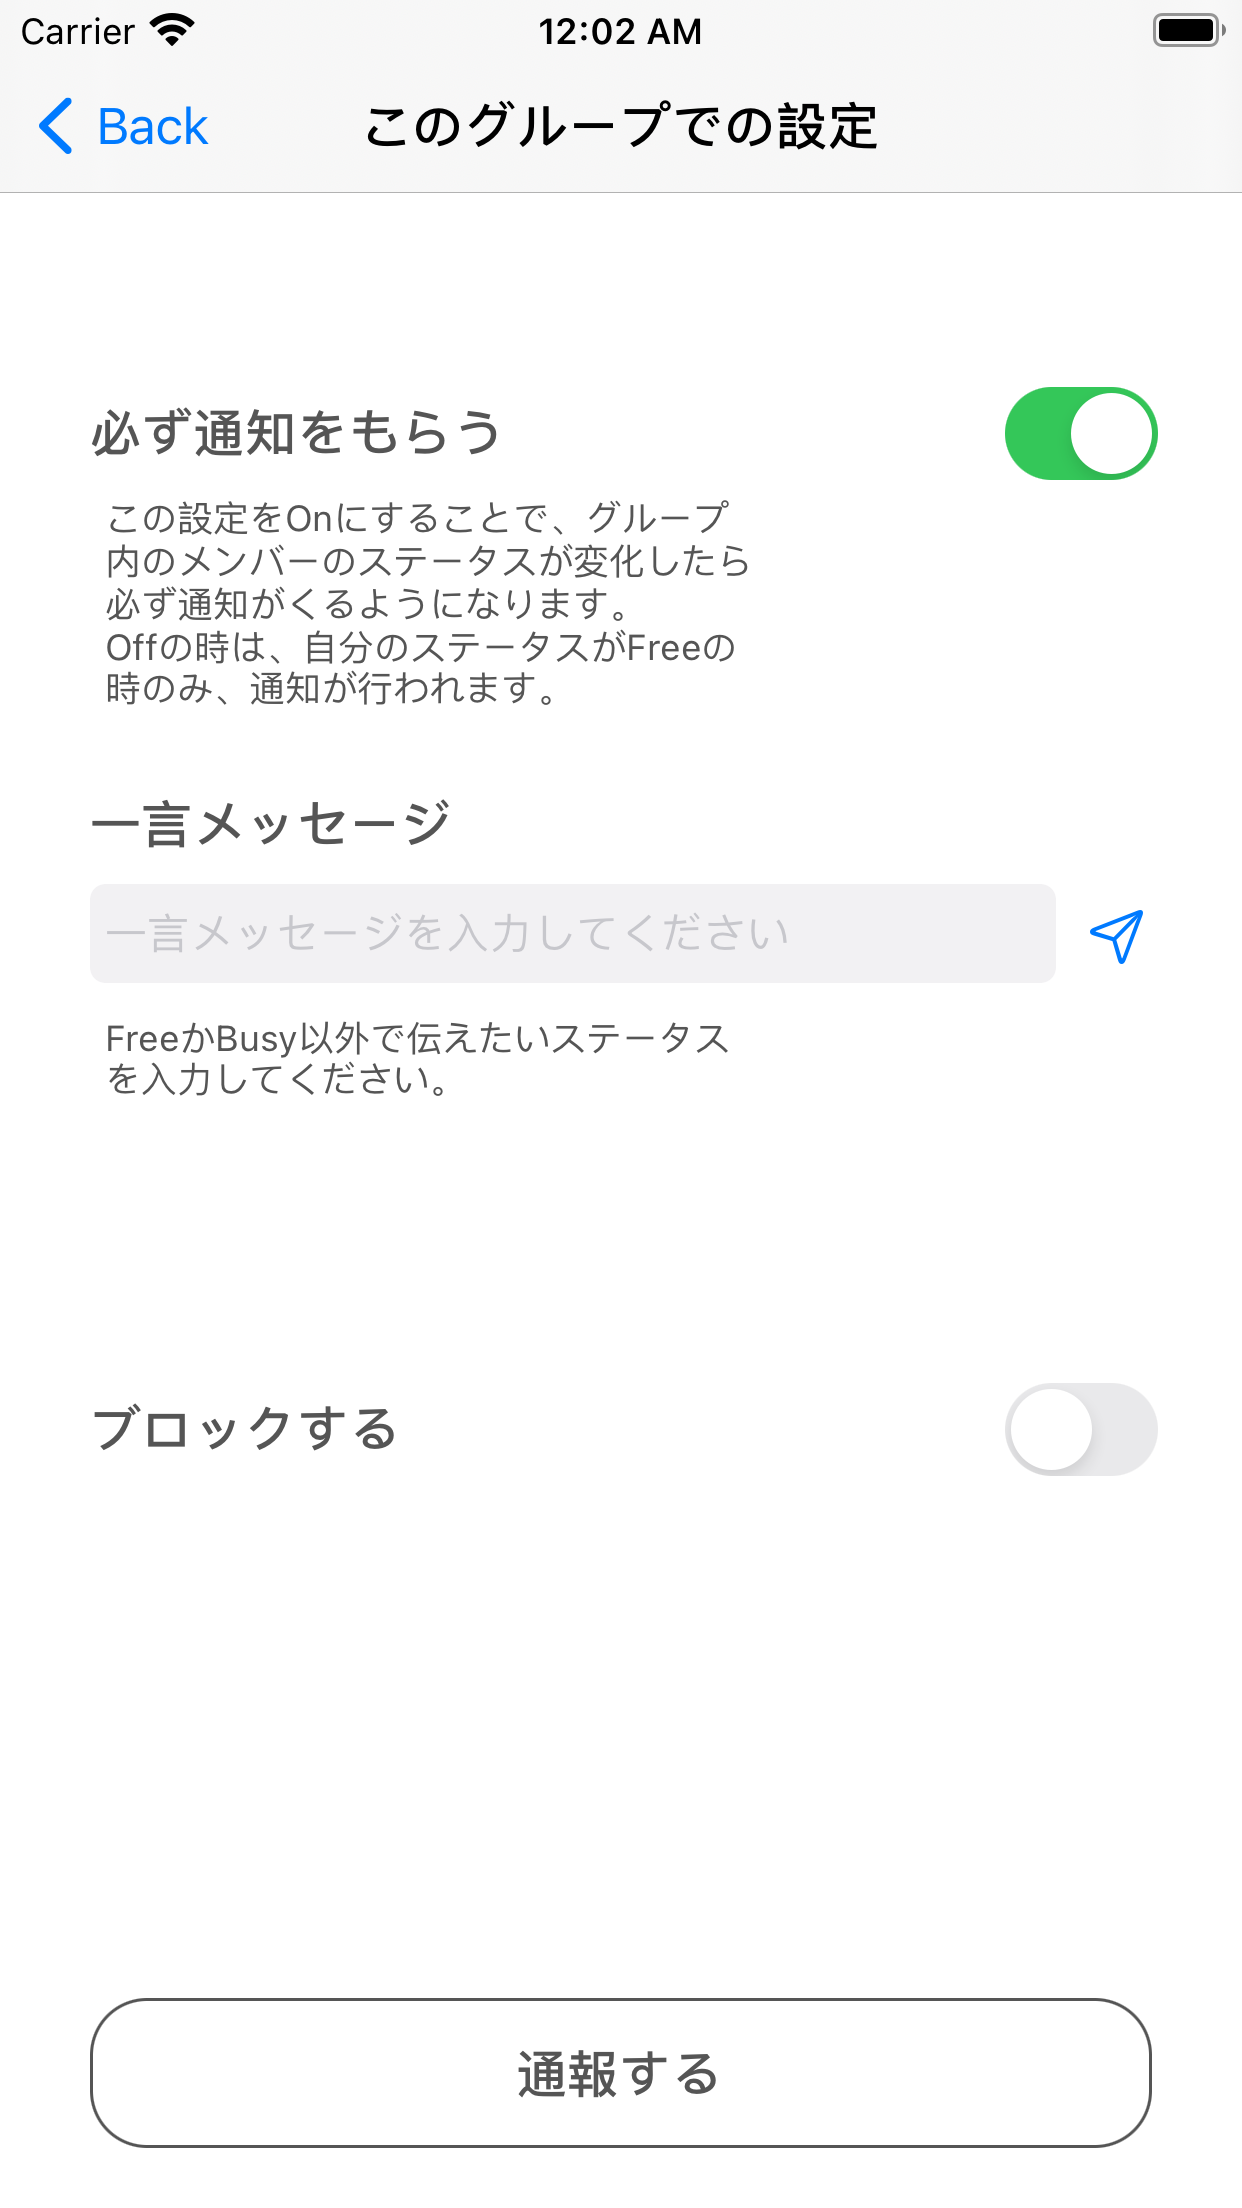 Carrier 12:02 AM
Back このグループでの設定
必ず通知をもらう
この設定をOnにすることで、グループ
内のメンバーのステータスが変化したら
必ず通知がくるようになります。
Offの時は、自分のステータスがFreeの
時のみ、通知が行われます。
一言メッセージ
一言メッセージを入力してください
FreeかBusy以外で伝えたいステータス
を入力してください。
ブロックする
通報する